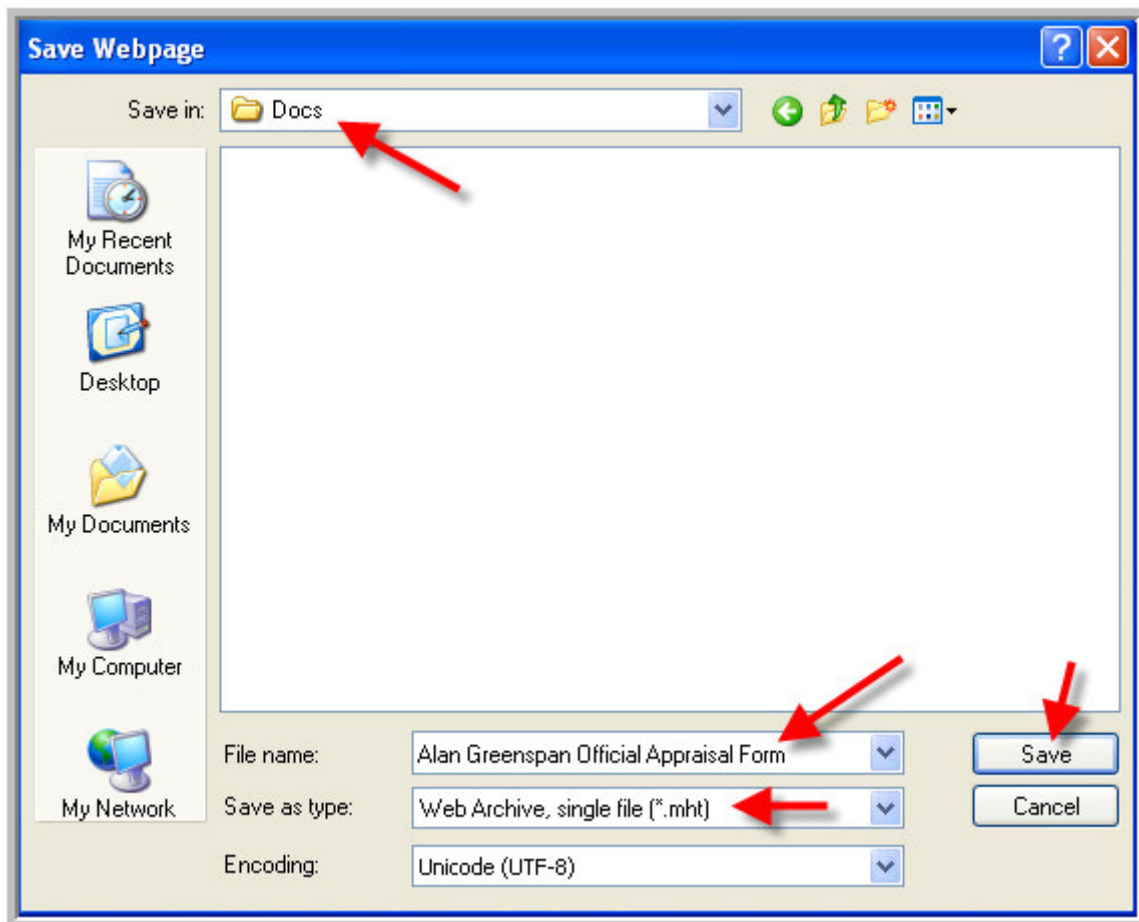 Save Webpage
Save in: Docs
My Recent
Documents
Desktop
My Documents
My Computer
My Network
File name: Alan Greenspan Official Appraisal Form Save
Save as type: Web Archive, single file (*.mht) Cancel
Encoding: Unicode (UTF-8)